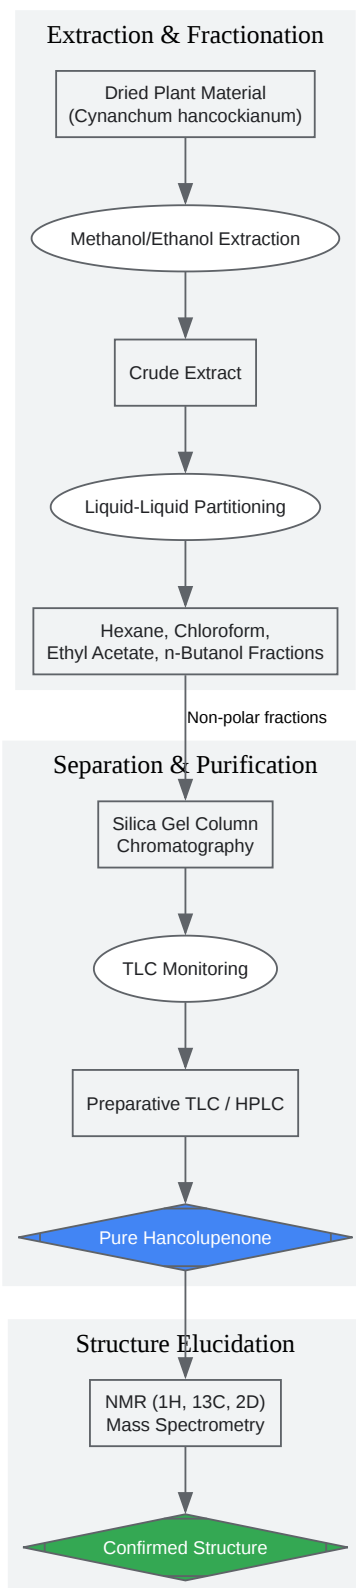 Extraction & Fractionation
Dried Plant Material
(Cynanchum hancockianum)
Methanol/Ethanol Extraction
Crude Extract
Liquid-Liquid Partitioning
Hexane, Chloroform,
Ethyl Acetate, n-Butanol Fractions
Non-polar fractions
Separation & Purification
Silica Gel Column
Chromatography
TLC Monitoring
Preparative TLC / HPLC
Pure Hancolupenone
Structure Elucidation
NMR (1H, 13C, 2D)
Mass Spectrometry
Confirmed Structure